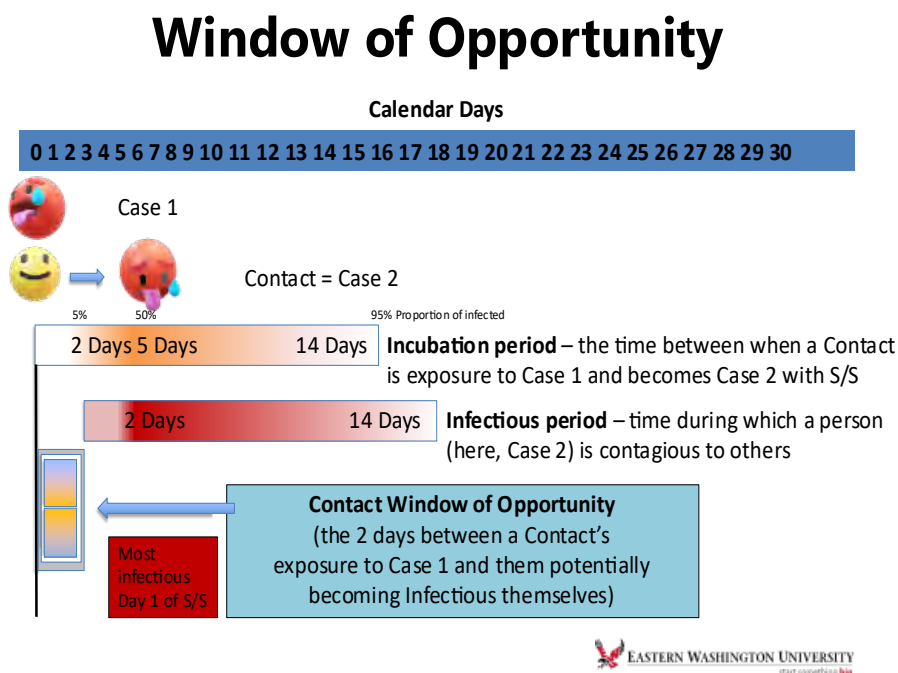 Window of Opportunity
Calendar Days
0 1 2 3 4 5 6 7 8 9 10 11 12 13 14 15 16 17 18 19 20 21 22 23 24 25 26 27 28 29 30
Case 1
Contact = Case 2
5% 50% 95% Proportion of infected
2 Days 5 Days 14 Days
Incubation period – the time between when a Contact
is exposure to Case 1 and becomes Case 2 with S/S
2 Days 14 Days
Infectious period – time during which a person
(here, Case 2) is contagious to others
Contact Window of Opportunity
(the 2 days between a Contact's
exposure to Case 1 and them potentially
becoming Infectious themselves)
Most
infectious
Day 1 of S/S
EASTERN WASHINGTON UNIVERSITY
start something big